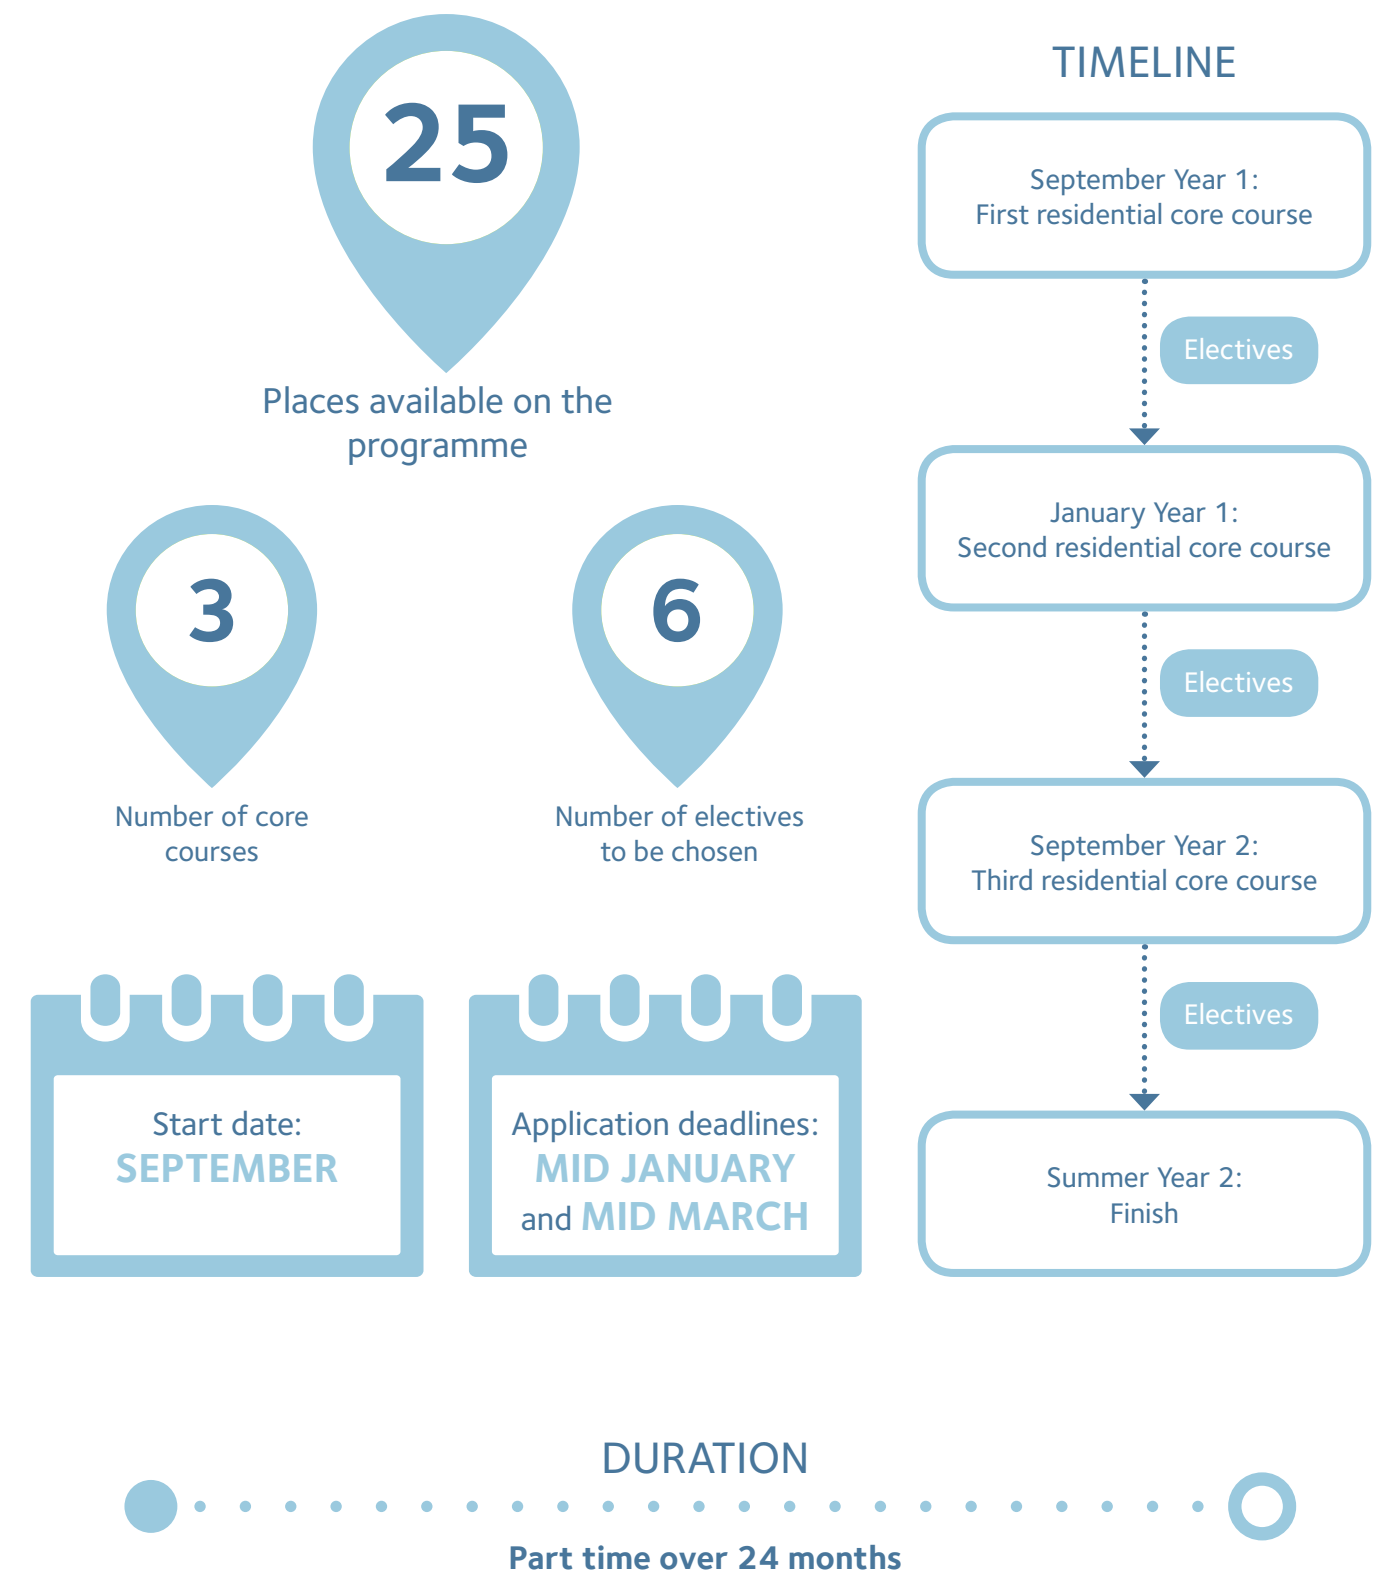 25
Places available on the
programme
3
Number of core
courses
6
Number of electives
to be chosen
Start date:
SEPTEMBER
Application deadlines:
MID JANUARY
and MID MARCH
TIMELINE
September Year 1:
First residential core course
Electives
January Year 1:
Second residential core course
Electives
September Year 2:
Third residential core course
Electives
Summer Year 2:
Finish
DURATION
Part time over 24 months